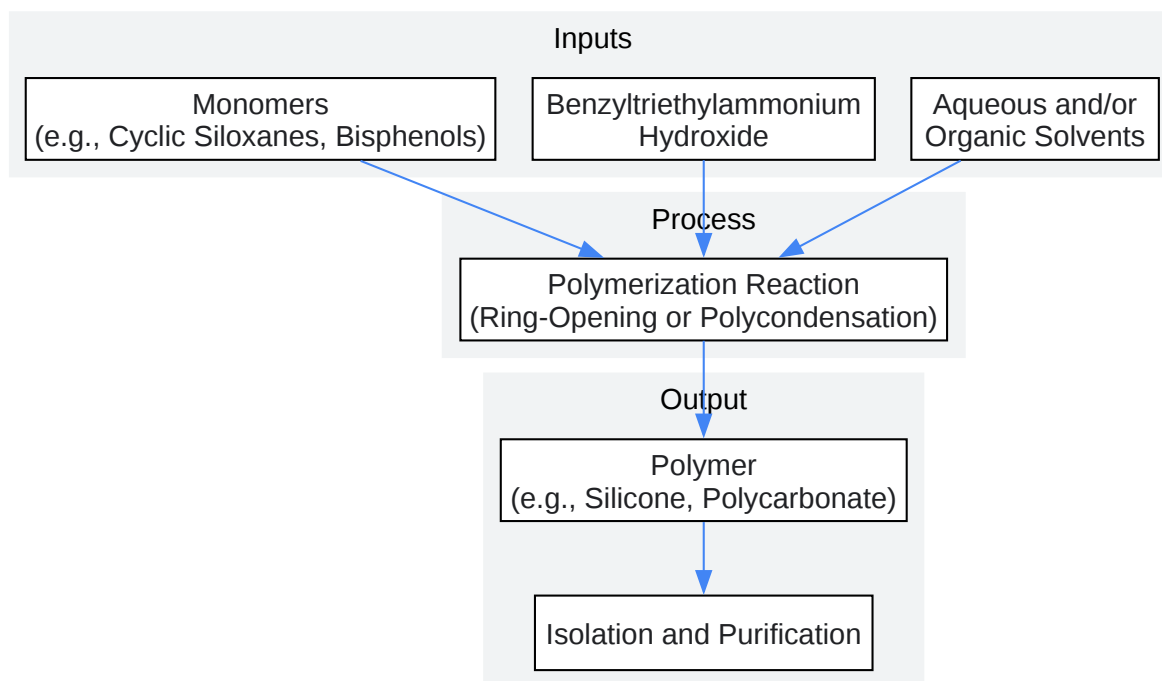 Inputs
Monomers
(e.g., Cyclic Siloxanes, Bisphenols)
Benzyltriethylammonium
Hydroxide
Aqueous and/or
Organic Solvents
Process
Polymerization Reaction
(Ring-Opening or Polycondensation)
Output
Polymer
(e.g., Silicone, Polycarbonate)
Isolation and Purification